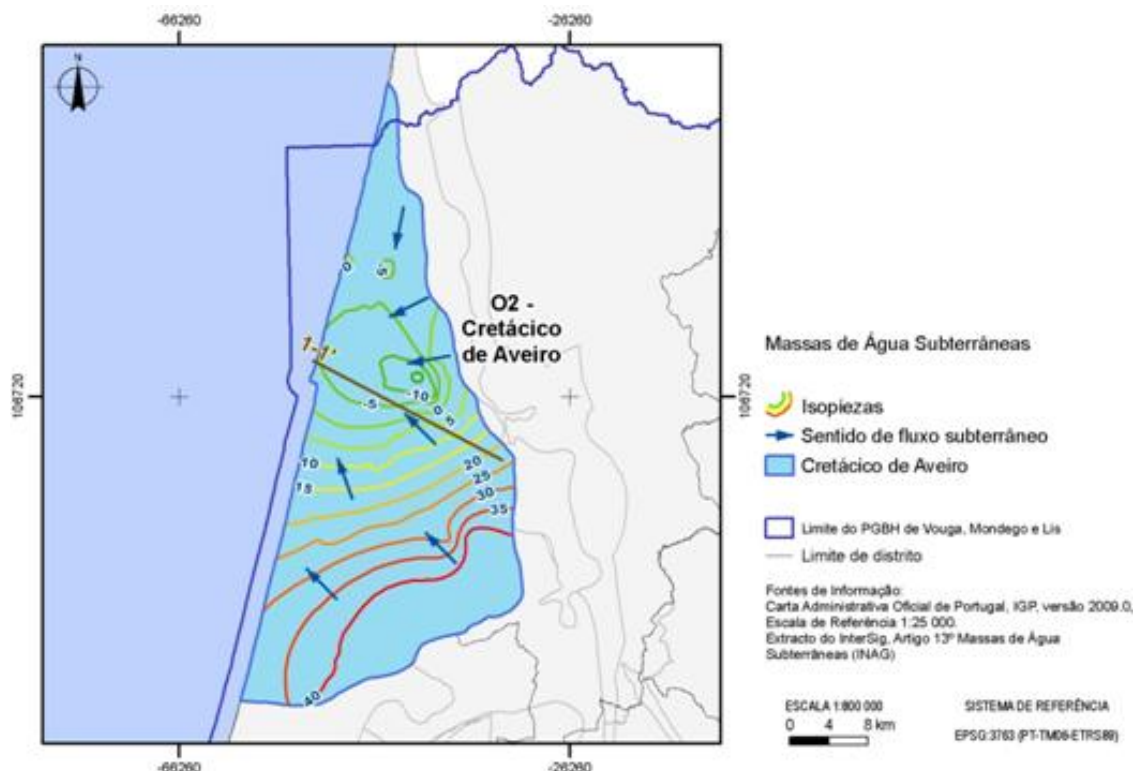 -66260
-26260
N
106720
106720
O2 -
Cretácico
de Aveiro
1-1'
0
-5
-10
0
5
-5
10
15
20
25
30
35
40
-66260
-26260
Massas de Água Subterrâneas
Isopiezas
Sentido de fluxo subterrâneo
Cretácico de Aveiro
Limite do PGBH de Vouga, Mondego e Lis
Limite de distrito
Fontes de Informação:
Carta Administrativa Oficial de Portugal, IGP, versão 2009.0,
Escala de Referência 1:25 000.
Extracto do InterSig, Artigo 13º Massas de Água
Subterrâneas (INAG)
ESCALA 1:800 000
0 4 8 km
SISTEMA DE REFERÊNCIA
EPSG:3763 (PT-TM06-ETRS89)